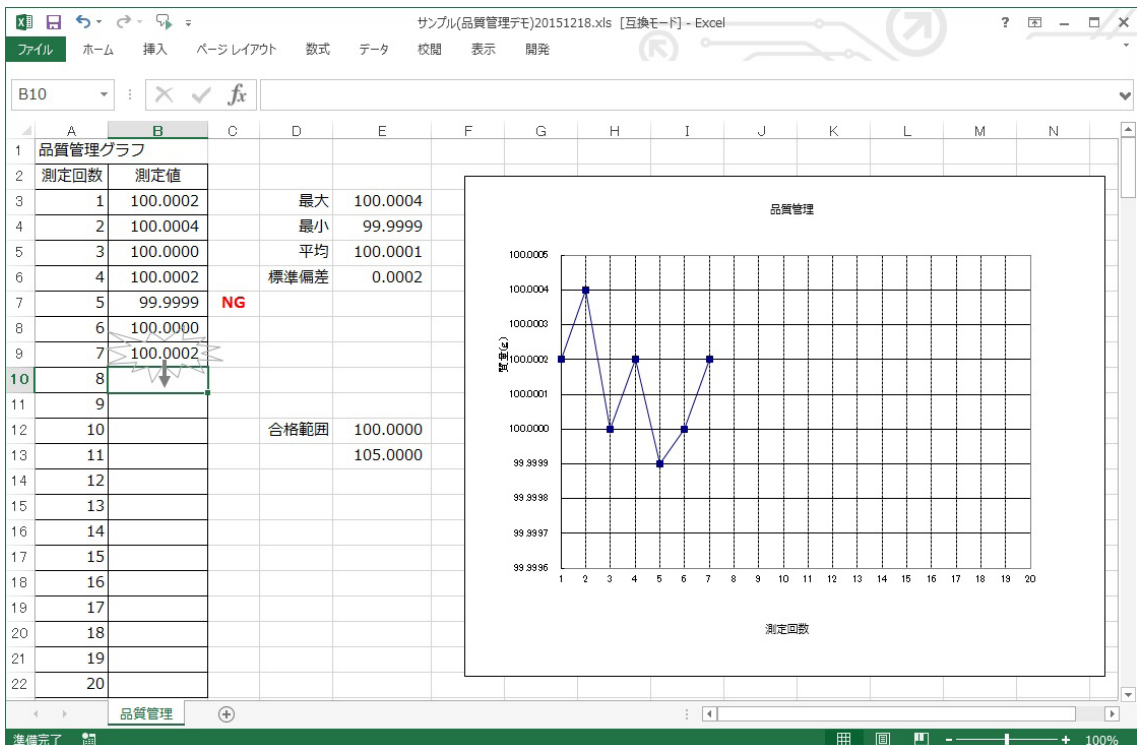 サンプル(品質管理デモ)20151218.xls [互換モード] - Excel
ファイル ホーム 挿入 ページ レイアウト 数式 データ 校閲 表示 開発
B10 fx
A B C D E F G H I J K L M N
1 品質管理グラフ
2 測定回数 測定値
3 1 100.0002 最大 100.0004
4 2 100.0004 最小 99.9999
5 3 100.0000 平均 100.0001
6 4 100.0002 標準偏差 0.0002
7 5 99.9999 NG
8 6 100.0000
9 7 100.0002
10 8
11 9
12 10 合格範囲 100.0000
13 11 105.0000
14 12
15 13
16 14
17 15
18 16
19 17
20 18
21 19
22 20
品質管理
100.0005
100.0004
100.0003
100.0002
100.0001
100.0000
99.9999
99.9998
99.9997
99.9996
質量(g)
1 2 3 4 5 6 7 8 9 10 11 12 13 14 15 16 17 18 19 20
測定回数
品質管理
準備完了 100%